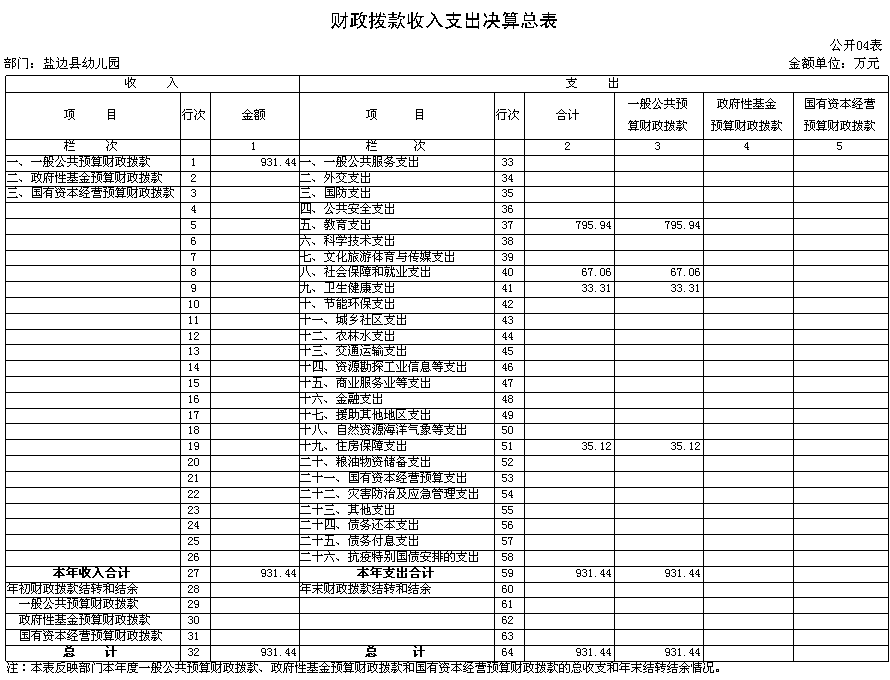 财政拨款收入支出决算总表
公开04表
部门：盐边县幼儿园 金额单位：万元
收 入 支 出
项 目 行次 金额 项 目 行次 合计 一般公共预算财政拨款 政府性基金预算财政拨款 国有资本经营预算财政拨款
栏 次 1 栏 次 2 3 4 5
一、一般公共预算财政拨款 1 931.44 一、一般公共服务支出 33
二、政府性基金预算财政拨款 2 二、外交支出 34
三、国有资本经营预算财政拨款 3 三、国防支出 35
4 四、公共安全支出 36
5 五、教育支出 37 795.94 795.94
6 六、科学技术支出 38
7 七、文化旅游体育与传媒支出 39
8 八、社会保障和就业支出 40 67.06 67.06
9 九、卫生健康支出 41 33.31 33.31
10 十、节能环保支出 42
11 十一、城乡社区支出 43
12 十二、农林水支出 44
13 十三、交通运输支出 45
14 十四、资源勘探工业信息等支出 46
15 十五、商业服务业等支出 47
16 十六、金融支出 48
17 十七、援助其他地区支出 49
18 十八、自然资源海洋气象等支出 50
19 十九、住房保障支出 51 35.12 35.12
20 二十、粮油物资储备支出 52
21 二十一、国有资本经营预算支出 53
22 二十二、灾害防治及应急管理支出 54
23 二十三、其他支出 55
24 二十四、债务还本支出 56
25 二十五、债务付息支出 57
26 二十六、抗疫特别国债安排的支出 58
本年收入合计 27 931.44 本年支出合计 59 931.44 931.44
年初财政拨款结转和结余 28 年末财政拨款结转和结余 60
一般公共预算财政拨款 29 61
政府性基金预算财政拨款 30 62
国有资本经营预算财政拨款 31 63
总 计 32 931.44 总 计 64 931.44 931.44
注：本表反映部门本年度一般公共预算财政拨款、政府性基金预算财政拨款和国有资本经营预算财政拨款的总收支和年末结转结余情况。